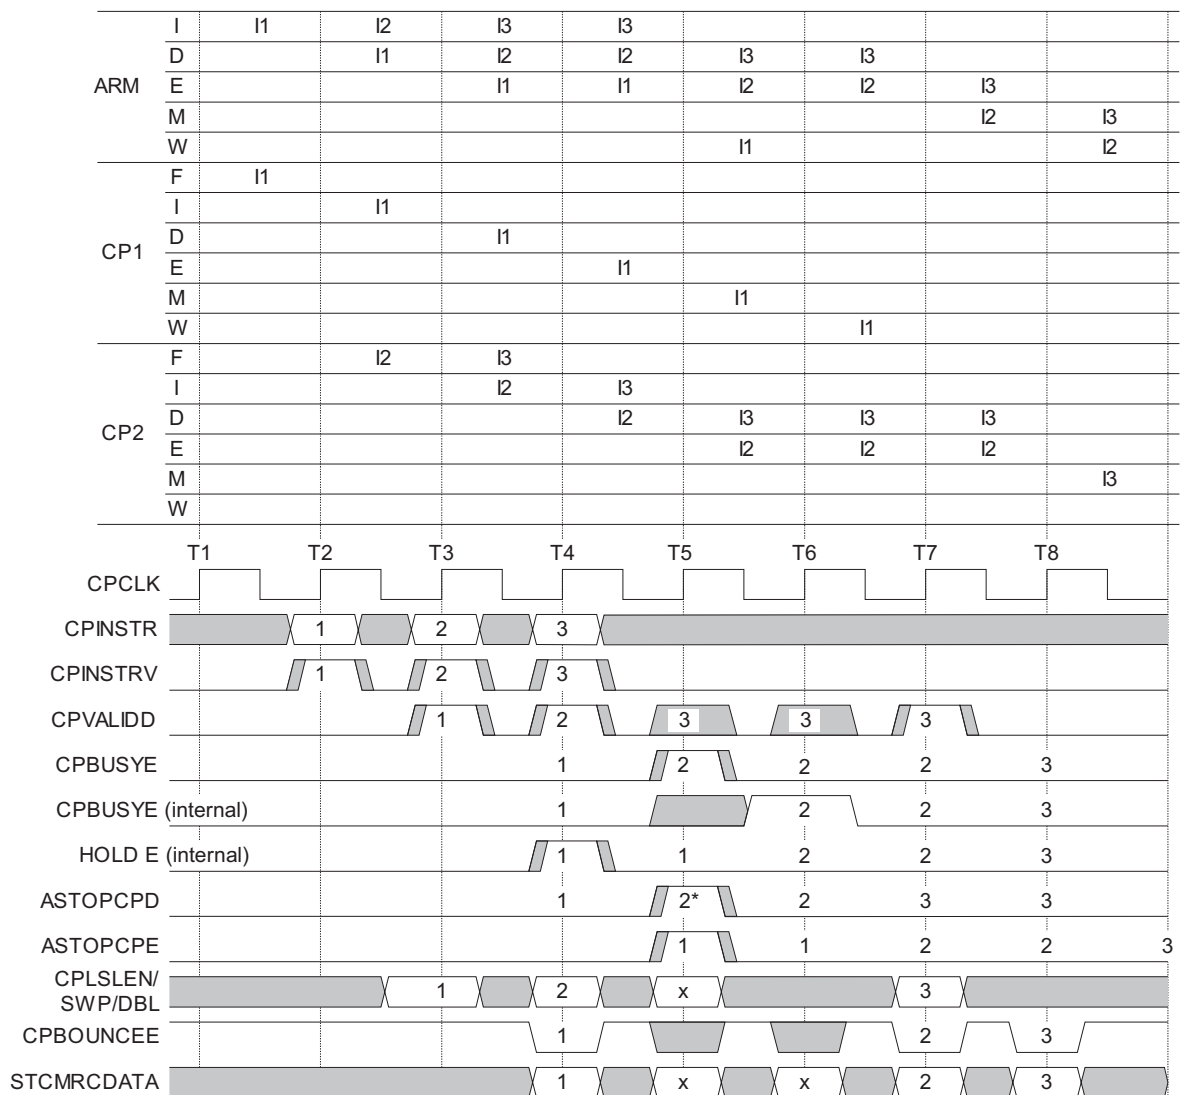 I I1 I2 I3 I3
D I1 I2 I2 I3 I3
ARM E I1 I1 I2 I2 I3
M I2 I3
W I1 I2
F I1
I I1
D I1
CP1
E I1
M I1
W I1
F I2 I3
I I2 I3
D I2 I3 I3 I3
CP2
E I2 I2 I2
M I3
W
T1 T2 T3 T4 T5 T6 T7 T8
CPCLK
CPINSTR 1 2 3
CPINSTRV 1 2 3
CPVALIDD 1 2 3 3 3
CPBUSYE 1 2 2 2 3
CPBUSYE (internal) 1 2 2 3
HOLD E (internal) 1 1 2 2 3
ASTOPCPD 1 2* 2 3 3
ASTOPCPE 1 1 2 2 3
CPLSLEN/
SWP/DBL 1 2 x 3
CPBOUNCEE 1 2 3
STCMRCDATA 1 x x 2 3